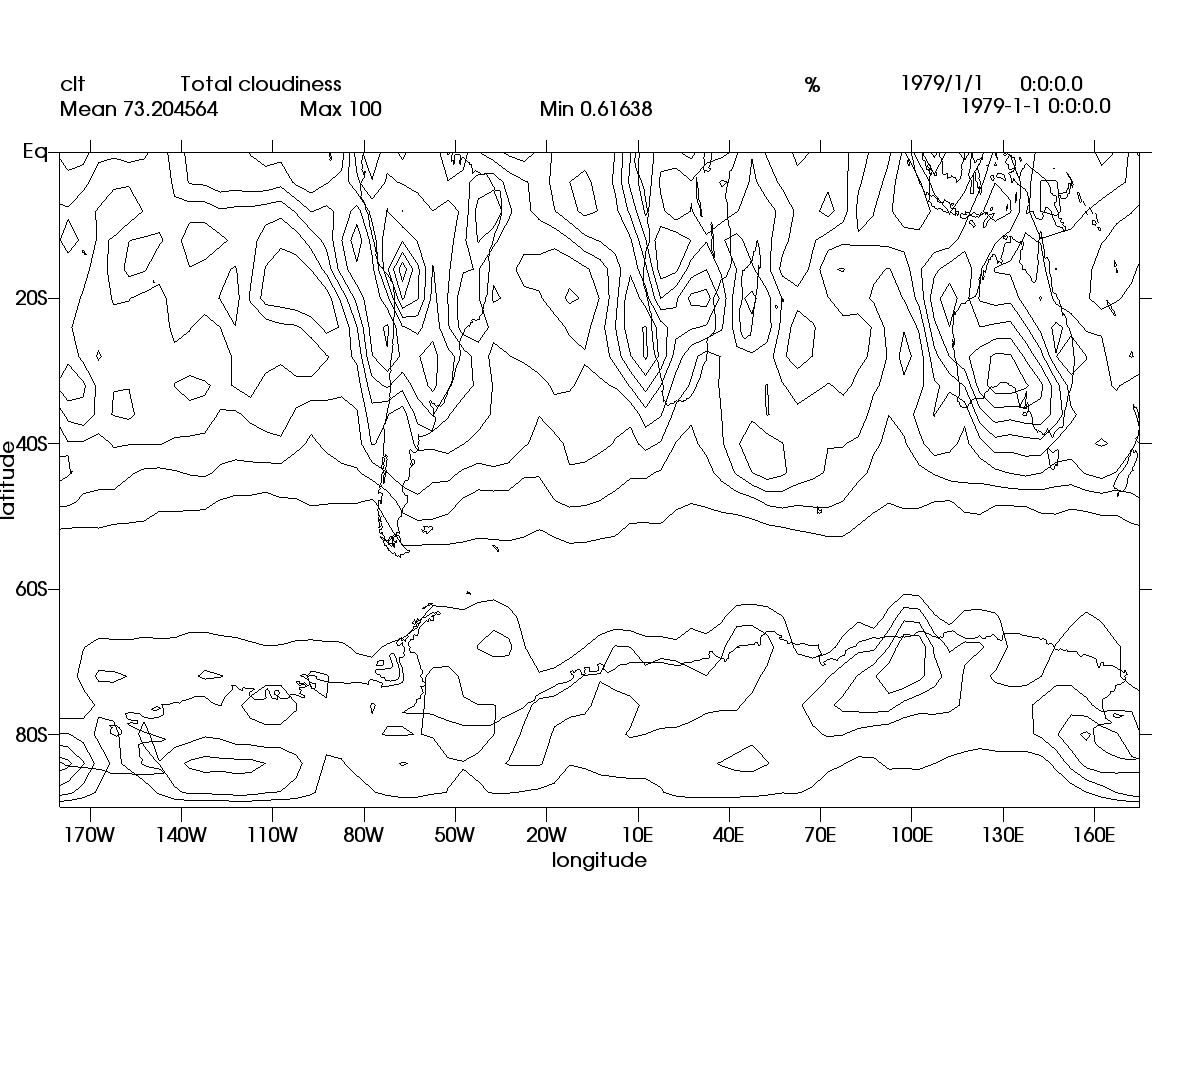 clt Total cloudiness % 1979/1/1 0:0:0.0
Mean 73.204564 Max 100 Min 0.61638 1979-1-1 0:0:0.0
Eq
20S
40S
60S
80S
latitude
170W 140W 110W 80W 50W 20W 10E 40E 70E 100E 130E 160E
longitude